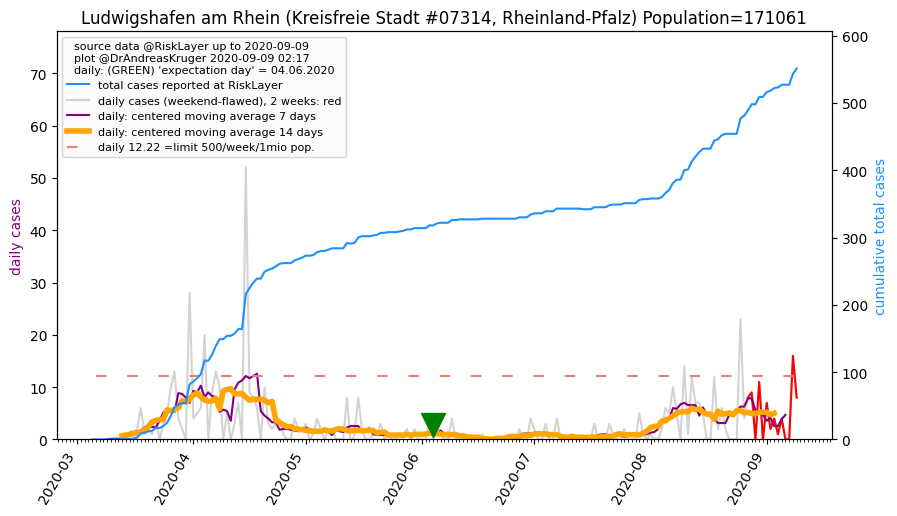 Ludwigshafen am Rhein (Kreisfreie Stadt #07314, Rheinland-Pfalz) Population=171061
source data @RiskLayer up to 2020-09-09
plot @DrAndreasKruger 2020-09-09 02:17
daily: (GREEN) 'expectation day' = 04.06.2020
total cases reported at RiskLayer
daily cases (weekend-flawed), 2 weeks: red
daily: centered moving average 7 days
daily: centered moving average 14 days
daily 12.22 =limit 500/week/1mio pop.
daily cases
70
60
50
40
30
20
10
0
cumulative total cases
600
500
400
300
200
100
0
2020-03
2020-04
2020-05
2020-06
2020-07
2020-08
2020-09